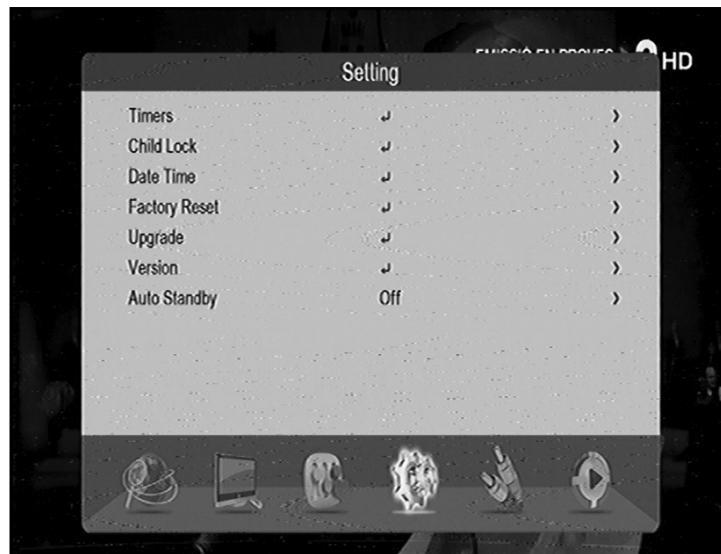 HD
Setting
Timers
Child Lock
Date Time
Factory Reset
Upgrade
Version
Auto Standby Off